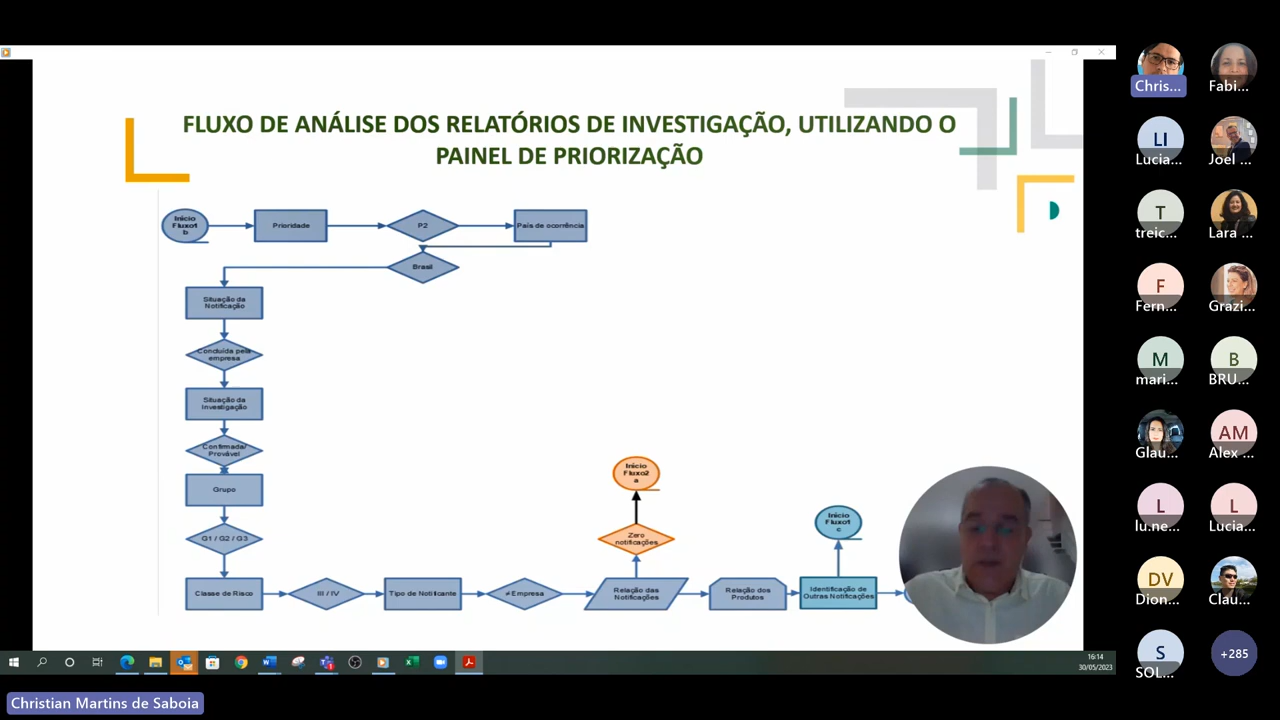 FLUXO DE ANÁLISE DOS RELATÓRIOS DE INVESTIGAÇÃO, UTILIZANDO O
PAINEL DE PRIORIZAÇÃO
Início
Fluxo1
b
Prioridade
P2
País de ocorrência
Brasil
Situação da
Notificação
Concluída pela
empresa
Situação da
Investigação
Confirmada/
Provável
Grupo
G1 / G2 / G3
Classe de Risco
III / IV
Tipo de Notificante
≠ Empresa
Relação das
Notificações
Zero
notificações
Início
Fluxo2
a
Relação dos
Produtos
Identificação de
Outras Notificações
Início
Fluxo1
c
16:14
30/05/2023
Christian Martins de Saboia
Chris...
Fabi...
LI
Lucia...
Joel ...
T
treic...
Lara ...
F
Fern...
Grazi...
M
mari...
B
BRU...
Glau...
AM
Alex ...
L
lu.ne...
L
Lucia...
DV
Dion...
Clau...
S
SOL...
+285